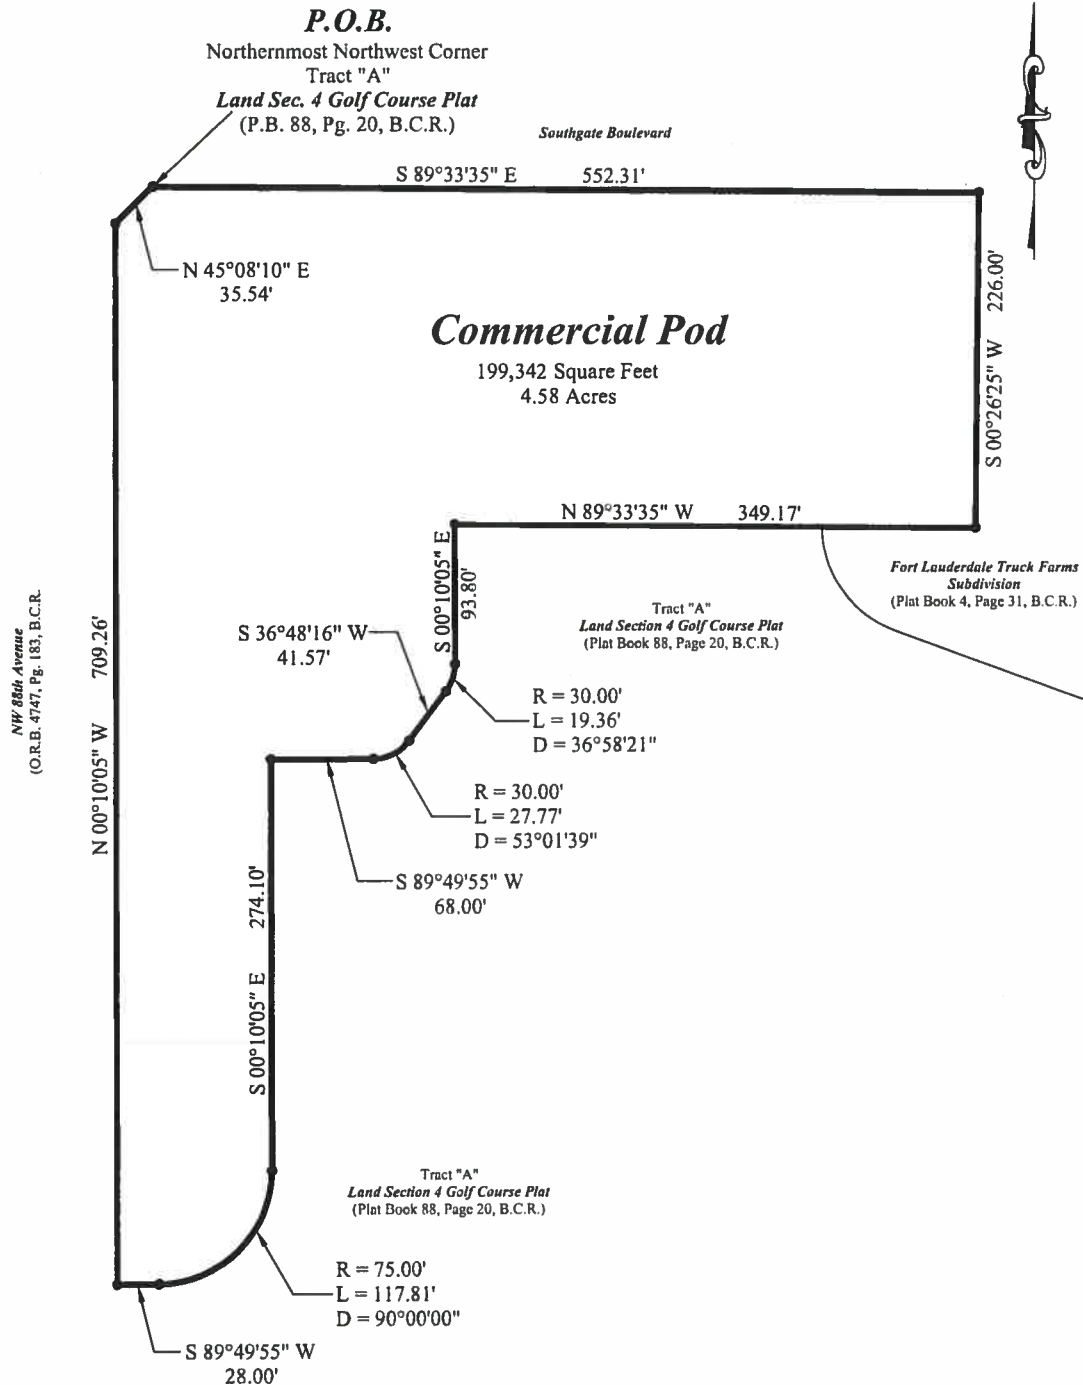 P.O.B.
Northernmost Northwest Corner
Tract "A"
Land Sec. 4 Golf Course Plat
(P.B. 88, Pg. 20, B.C.R.)
Southgate Boulevard
S 89°33'35" E 552.31'
N 45°08'10" E
35.54'
Commercial Pod
199,342 Square Feet
4.58 Acres
S 00°26'25" W 226.00'
N 89°33'35" W 349.17'
Fort Lauderdale Truck Farms
Subdivision
(Plat Book 4, Page 31, B.C.R.)
S 00°10'05" E
93.80'
Tract "A"
Land Section 4 Golf Course Plat
(Plat Book 88, Page 20, B.C.R.)
S 36°48'16" W
41.57'
NW 88th Avenue
(O.R.B. 4747, Pg. 183, B.C.R.
N 00°10'05" W 709.26'
R = 30.00'
L = 19.36'
D = 36°58'21"
R = 30.00'
L = 27.77'
D = 53°01'39"
S 89°49'55" W
68.00'
S 00°10'05" E 274.10'
Tract "A"
Land Section 4 Golf Course Plat
(Plat Book 88, Page 20, B.C.R.)
R = 75.00'
L = 117.81'
D = 90°00'00"
S 89°49'55" W
28.00'